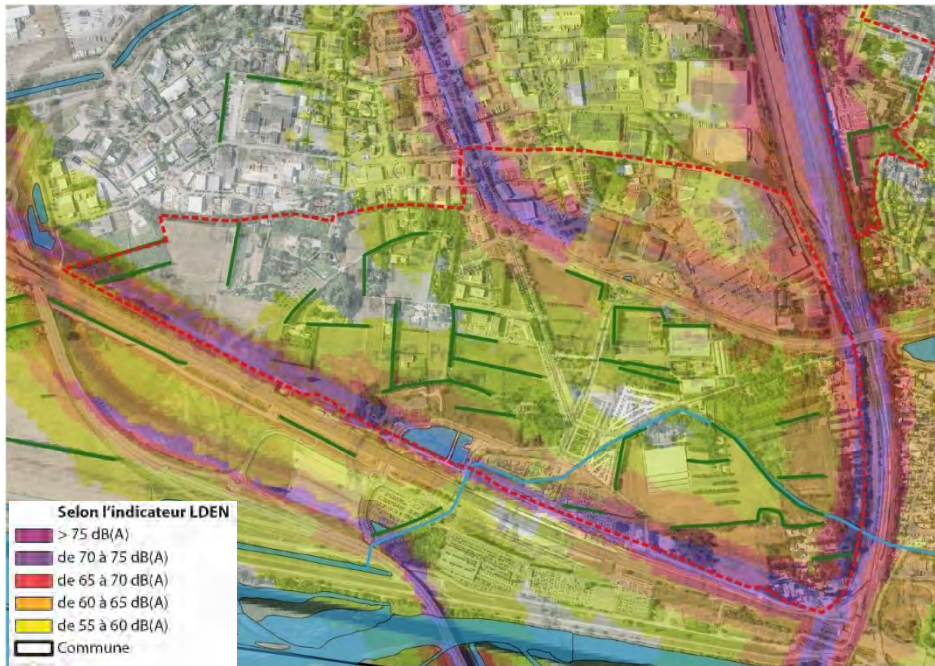 Selon l'indicateur LDEN
> 75 dB(A)
de 70 à 75 dB(A)
de 65 à 70 dB(A)
de 60 à 65 dB(A)
de 55 à 60 dB(A)
Commune